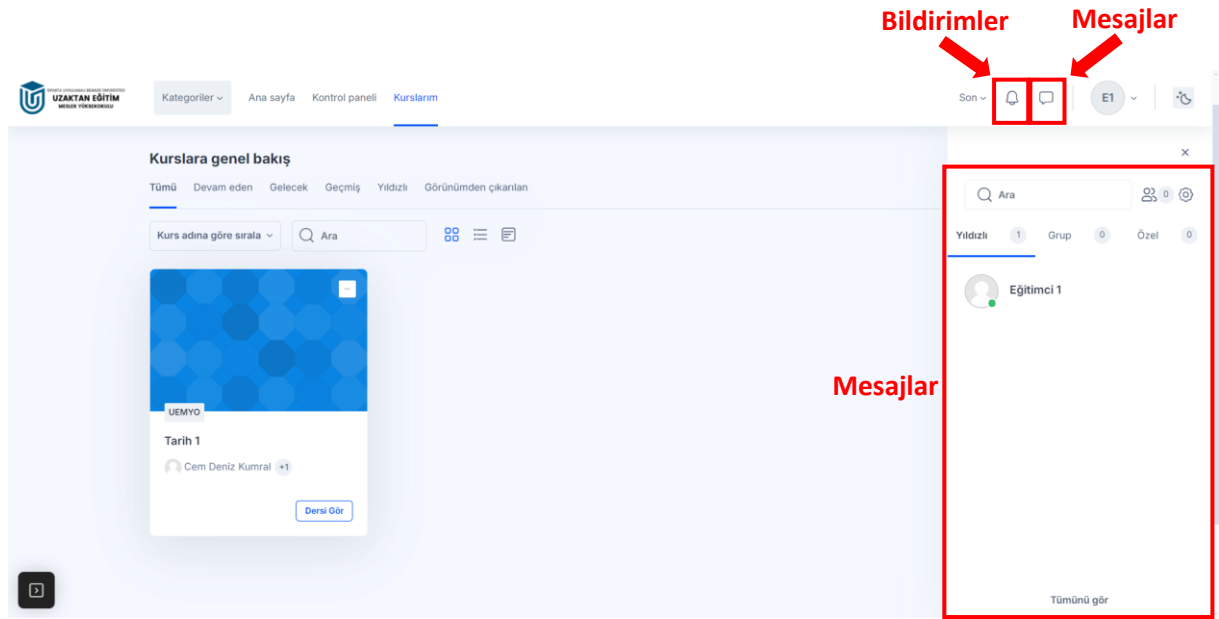 Bildirimler Mesajlar
UZAKTAN EĞİTİM
MESLEK YÜKSEKOKULU
Kategoriler Ana sayfa Kontrol paneli Kurslarım Son E1
Kurslara genel bakış
Tümü Devam eden Gelecek Geçmiş Yıldızlı Görünümden çıkarılan
Kurs adına göre sırala Ara
UEMYO
Tarih 1
Cem Deniz Kumral +1
Dersi Gör
Mesajlar
Ara 0
Yıldızlı 1 Grup 0 Özel 0
Eğitimci 1
Tümünü gör